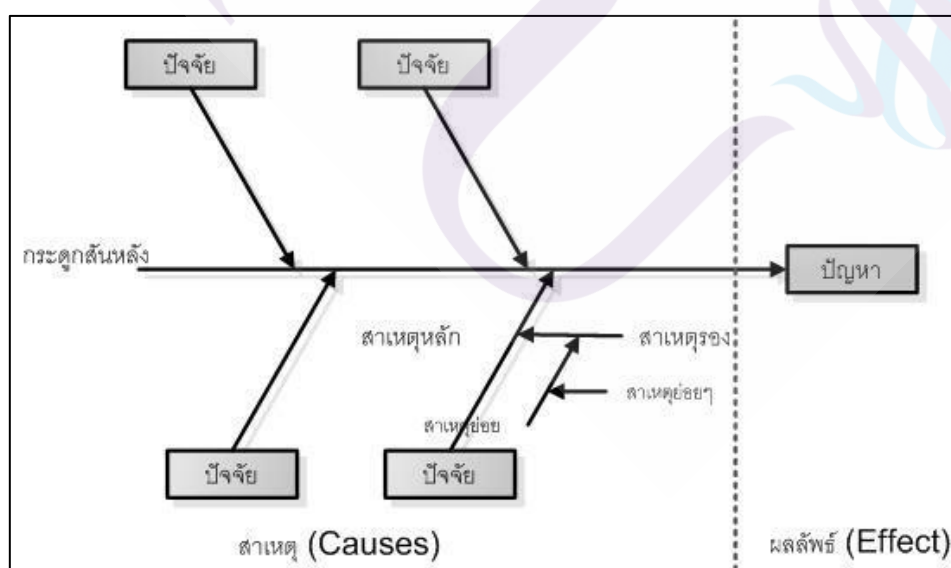 ปัจจัย ปัจจัย
กระดูกสันหลัง
ปัญหา
สาเหตุหลัก สาเหตุรอง
สาเหตุย่อยๆ
สาเหตุย่อย
ปัจจัย ปัจจัย
สาเหตุ (Causes) ผลลัพธ์ (Effect)